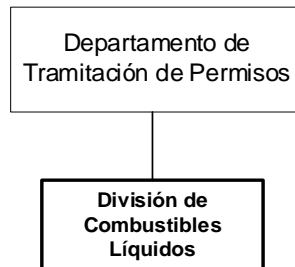 Departamento de
Tramitación de Permisos
División de
Combustibles
Líquidos